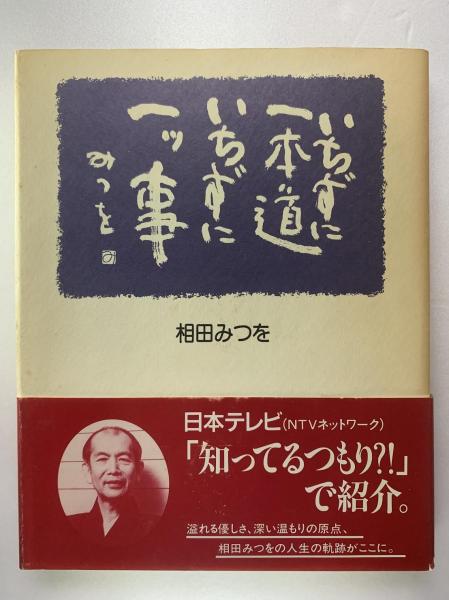 いちずに
一本道
いちずに
一ッ事
みつを
相田みつを
日本テレビ(NTVネットワーク)
「知ってるつもり?!」
で紹介。
溢れる優しさ、深い温もりの原点、
相田みつをの人生の軌跡がここに。